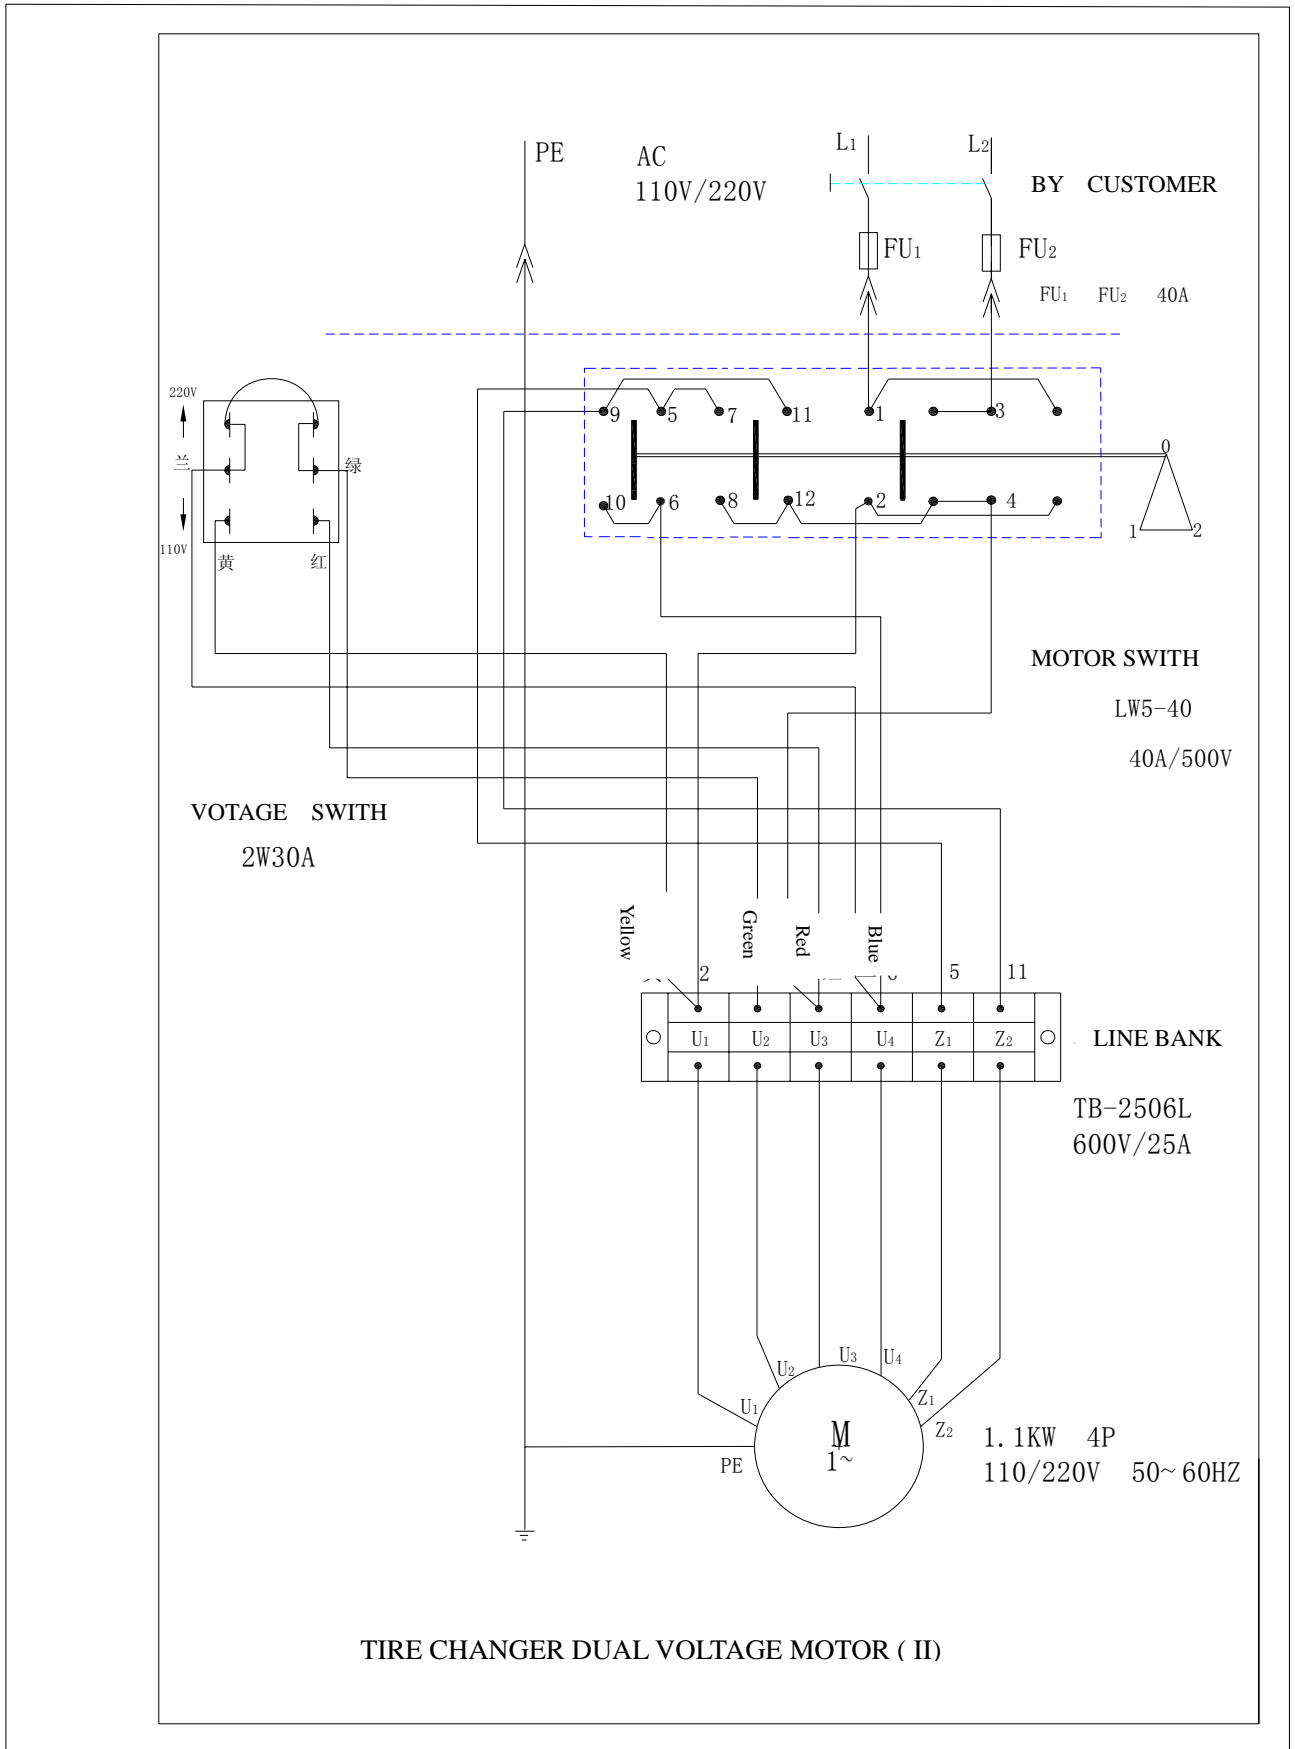 PE
AC
110V/220V
L1
L2
BY CUSTOMER
FU1
FU2
FU1 FU2 40A
220V
兰
绿
110V
黄
红
9
5
7
11
1
3
10
6
8
12
2
4
0
1
2
MOTOR SWITH
LW5-40
40A/500V
VOTAGE SWITH
2W30A
Yellow
Green
Red
Blue
2
5
11
U1
U2
U3
U4
Z1
Z2
LINE BANK
TB-2506L
600V/25A
U1
U2
U3
U4
Z1
Z2
PE
M
1~
1.1KW 4P
110/220V 50~60HZ
TIRE CHANGER DUAL VOLTAGE MOTOR ( II)